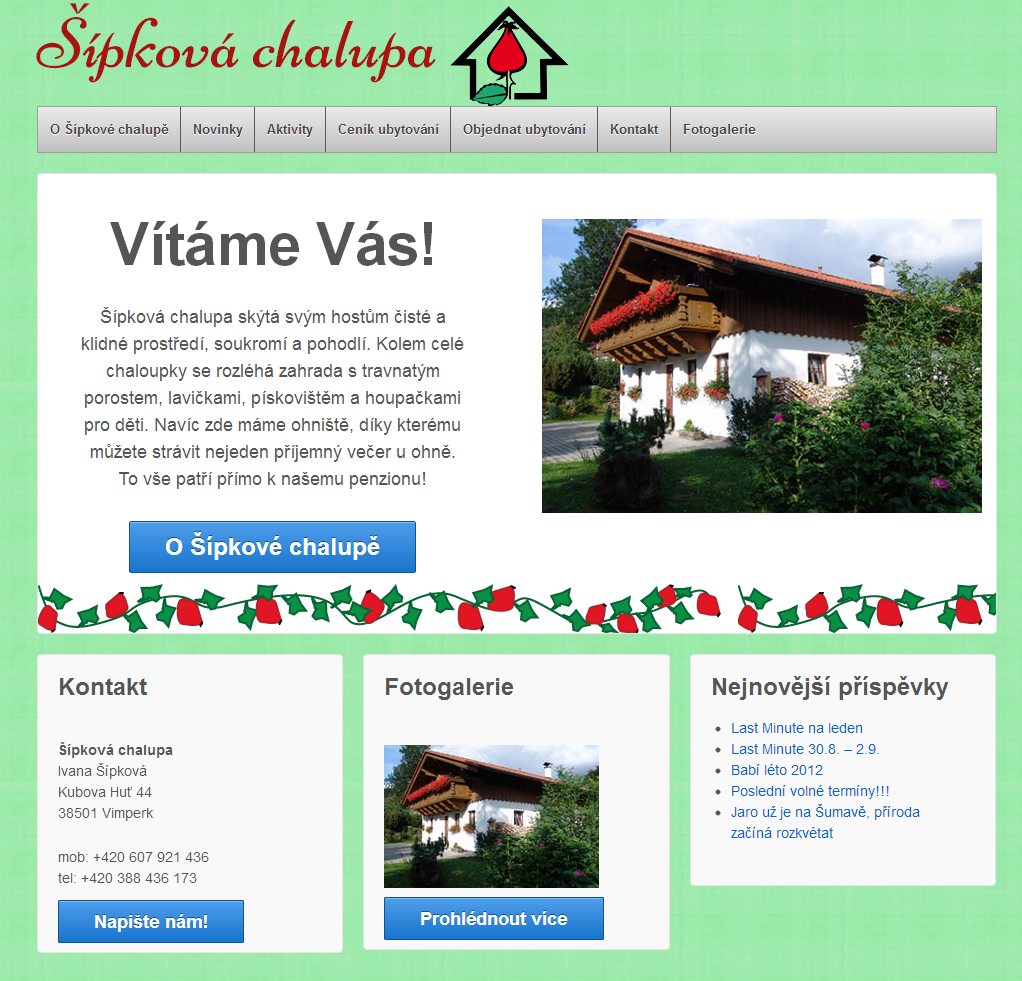 Šípková chalupa
O Šípkové chalupě
Novinky
Aktivity
Ceník ubytování
Objednat ubytování
Kontakt
Fotogalerie
Vítáme Vás!
Šípková chalupa skýtá svým hostům čisté a
klidné prostředí, soukromí a pohodlí. Kolem celé
chaloupky se rozléhá zahrada s travnatým
porostem, lavičkami, pískovištěm a houpačkami
pro děti. Navíc zde máme ohniště, díky kterému
můžete strávit nejeden příjemný večer u ohně.
To vše patří přímo k našemu penzionu!
O Šípkové chalupě
Kontakt
Šípková chalupa
Ivana Šípková
Kubova Huť 44
38501 Vimperk
mob: +420 607 921 436
tel: +420 388 436 173
Napište nám!
Fotogalerie
Prohlédnout více
Nejnovější příspěvky
Last Minute na leden
Last Minute 30.8. – 2.9.
Babí léto 2012
Poslední volné termíny!!!
Jaro už je na Šumavě, příroda
začíná rozkvétat